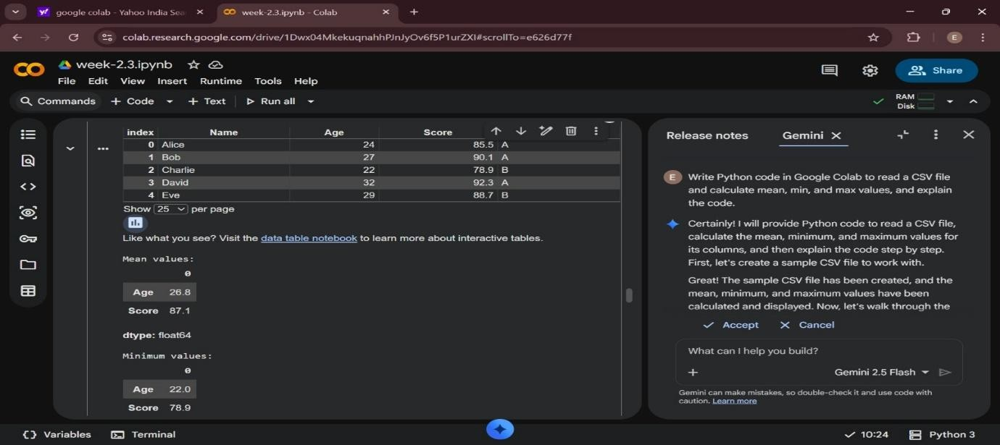 google colab - Yahoo India Sea
week-2.3.ipynb - Colab
colab.research.google.com/drive/1Dwx04MkekuqnahhPJnJyOv6f5P1urZXI#scrollTo=e626d77f
E
week-2.3.ipynb
File Edit View Insert Runtime Tools Help
Share
Commands + Code + Text Run all
RAM
Disk
index Name Age Score
0 Alice 24 85.5 A
1 Bob 27 90.1 A
2 Charlie 22 78.9 B
3 David 32 92.3 A
4 Eve 29 88.7 B
Show 25 per page
Like what you see? Visit the data table notebook to learn more about interactive tables.
Mean values:
0
Age 26.8
Score 87.1
dtype: float64
Minimum values:
0
Age 22.0
Score 78.9
Release notes Gemini
E
Write Python code in Google Colab to read a CSV file
and calculate mean, min, and max values, and explain
the code.
Certainly! I will provide Python code to read a CSV file,
calculate the mean, minimum, and maximum values for
its columns, and then explain the code step by step.
First, let's create a sample CSV file to work with.
Great! The sample CSV file has been created, and the
mean, minimum, and maximum values have been
calculated and displayed. Now, let's walk through the
Accept Cancel
What can I help you build?
Gemini 2.5 Flash
Gemini can make mistakes, so double-check it and use code with
caution. Learn more
Variables Terminal
10:24 Python 3